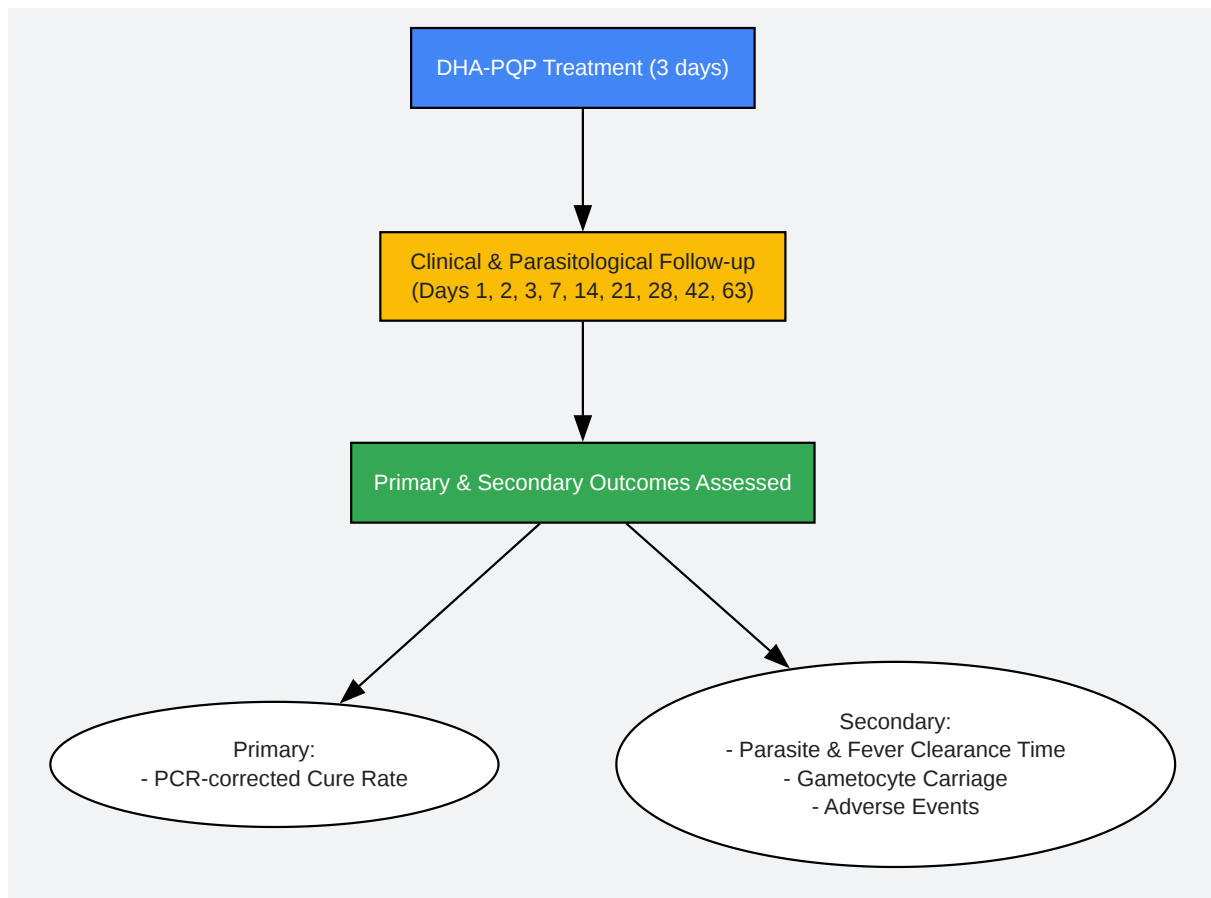 DHA-PQP Treatment (3 days)
Clinical & Parasitological Follow-up
(Days 1, 2, 3, 7, 14, 21, 28, 42, 63)
Primary & Secondary Outcomes Assessed
Primary:
- PCR-corrected Cure Rate
Secondary:
- Parasite & Fever Clearance Time
- Gametocyte Carriage
- Adverse Events